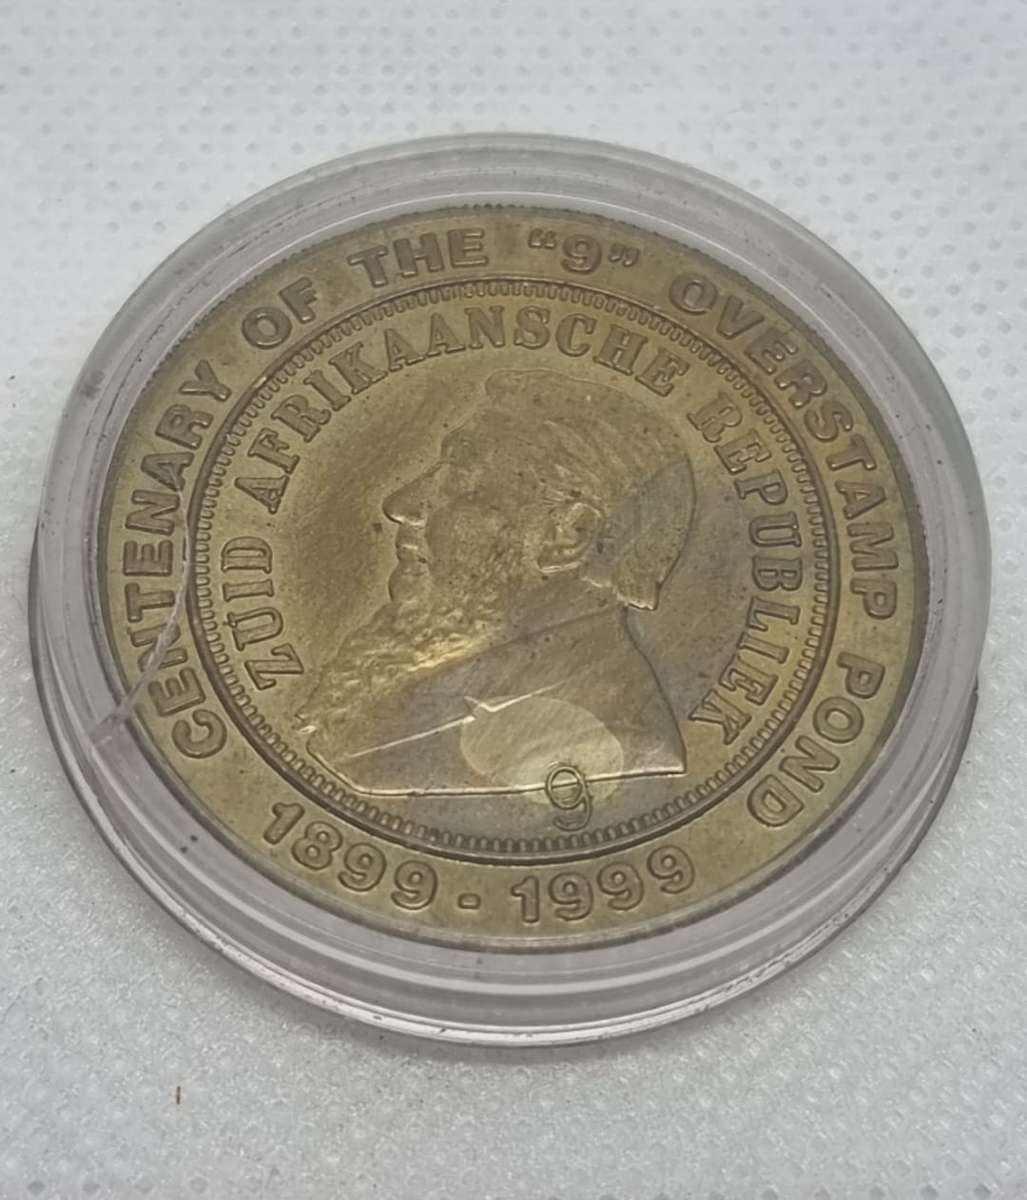 CENTENARY OF THE "9" OVERSTAMP POND
ZUID AFRIKAANSCHE REPUBLIEK
9
1899 - 1999